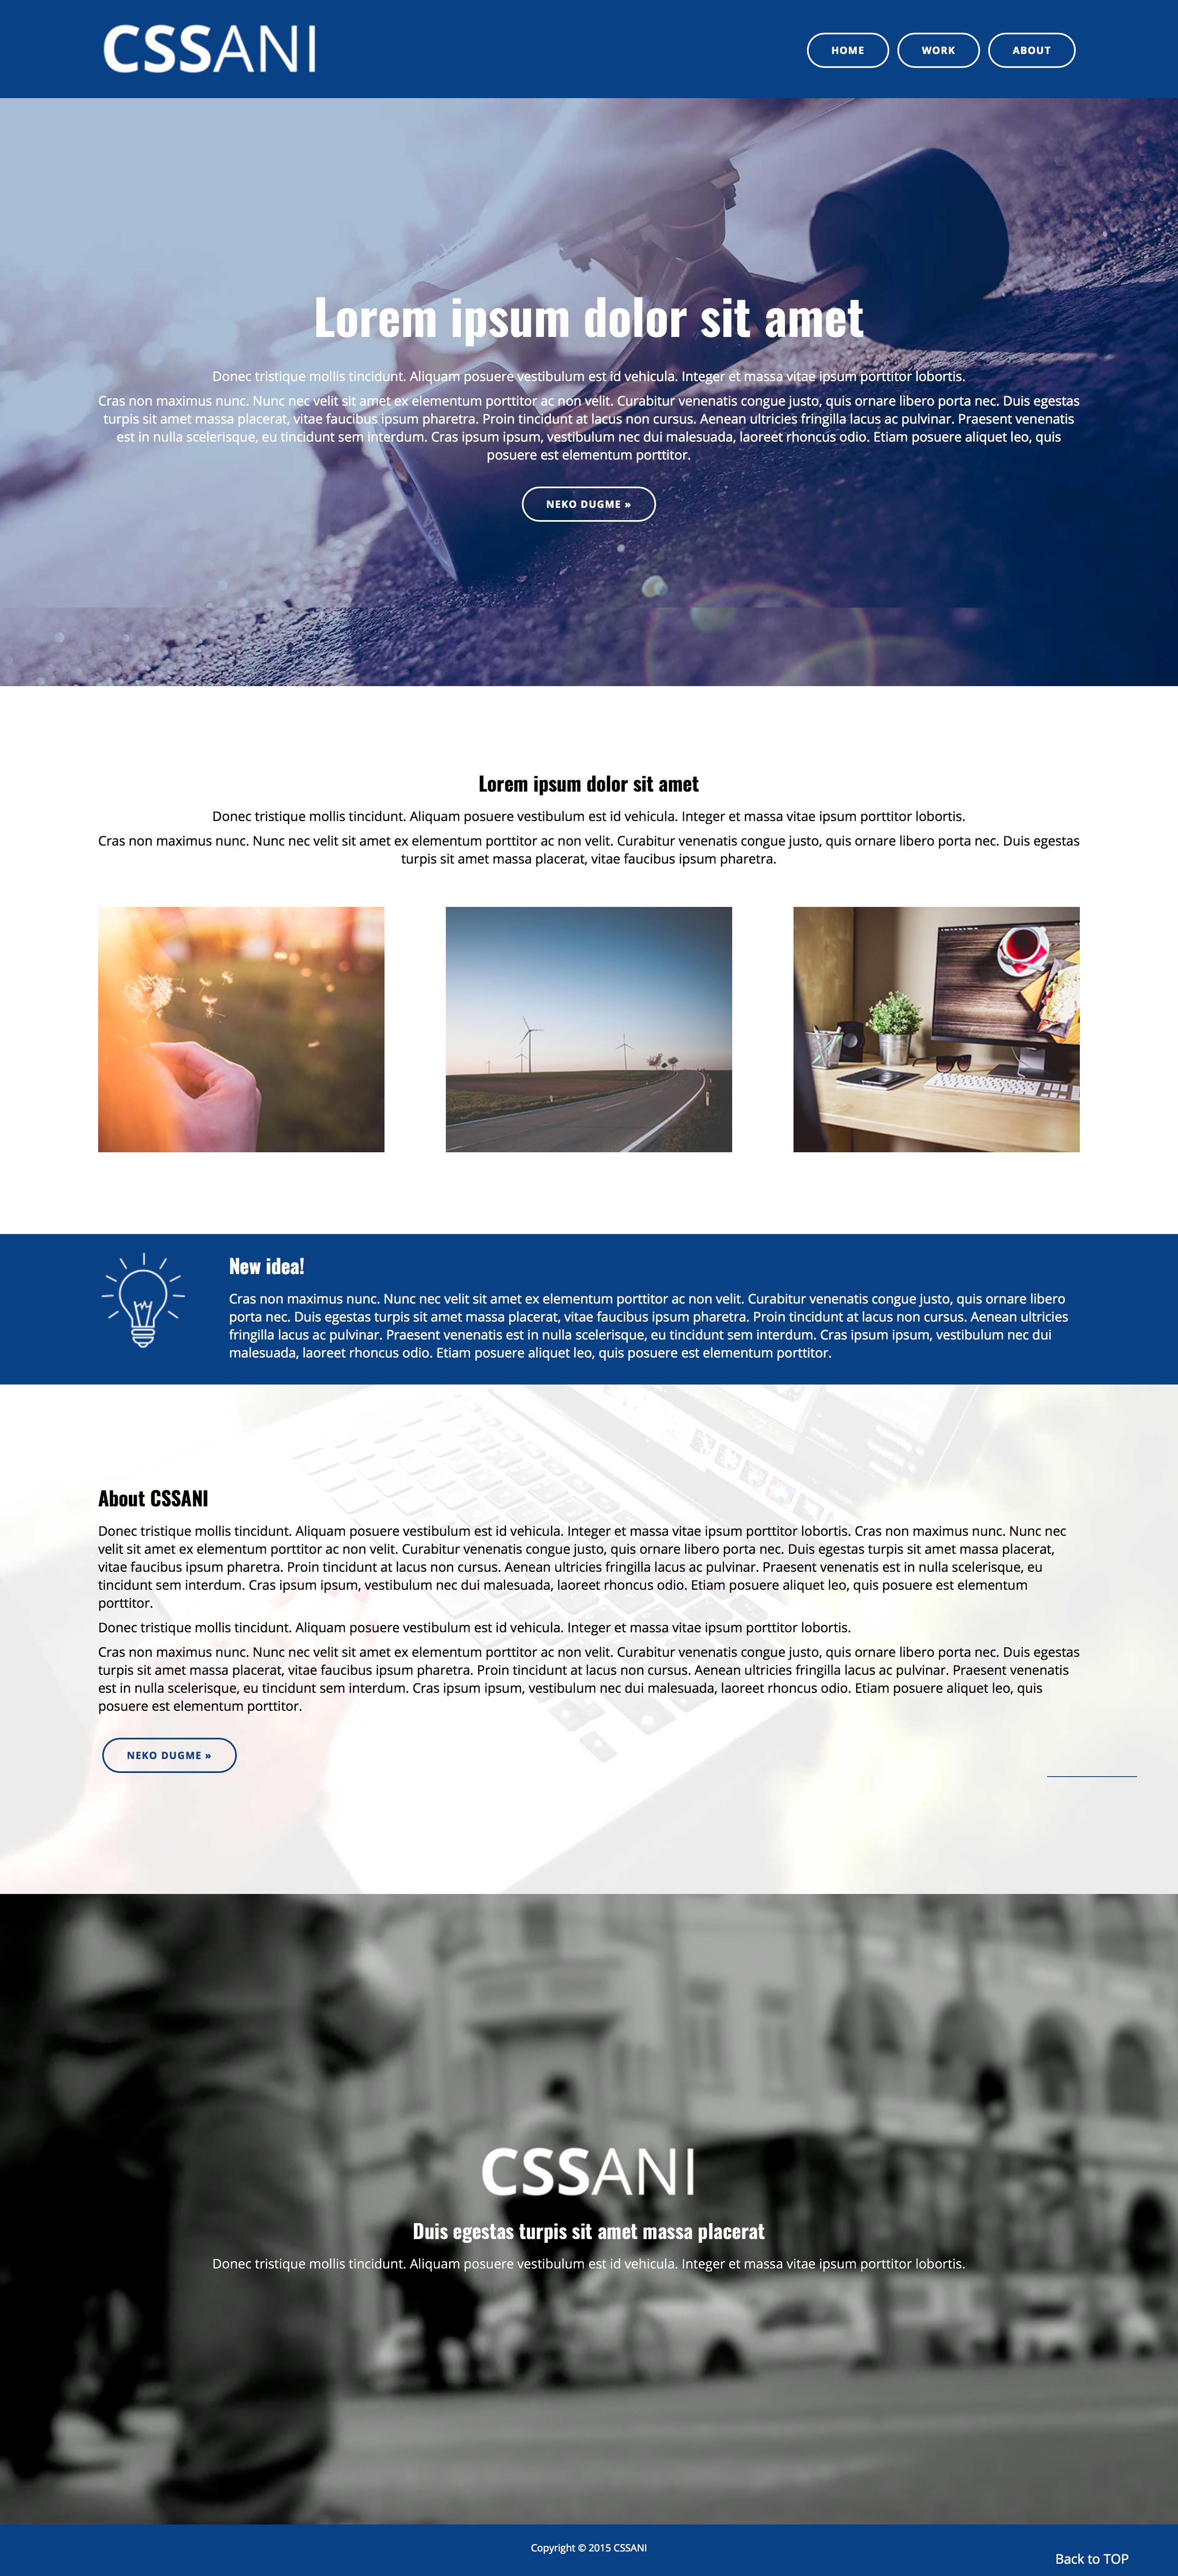 CSSANI
HOME WORK ABOUT
Lorem ipsum dolor sit amet
Donec tristique mollis tincidunt. Aliquam posuere vestibulum est id vehicula. Integer et massa vitae ipsum porttitor lobortis.
Cras non maximus nunc. Nunc nec velit sit amet ex elementum porttitor ac non velit. Curabitur venenatis congue justo, quis ornare libero porta nec. Duis egestas
turpis sit amet massa placerat, vitae faucibus ipsum pharetra. Proin tincidunt at lacus non cursus. Aenean ultricies fringilla lacus ac pulvinar. Praesent venenatis
est in nulla scelerisque, eu tincidunt sem interdum. Cras ipsum ipsum, vestibulum nec dui malesuada, laoreet rhoncus odio. Etiam posuere aliquet leo, quis
posuere est elementum porttitor.
NEKO DUGME »
Lorem ipsum dolor sit amet
Donec tristique mollis tincidunt. Aliquam posuere vestibulum est id vehicula. Integer et massa vitae ipsum porttitor lobortis.
Cras non maximus nunc. Nunc nec velit sit amet ex elementum porttitor ac non velit. Curabitur venenatis congue justo, quis ornare libero porta nec. Duis egestas
turpis sit amet massa placerat, vitae faucibus ipsum pharetra.
New idea!
Cras non maximus nunc. Nunc nec velit sit amet ex elementum porttitor ac non velit. Curabitur venenatis congue justo, quis ornare libero
porta nec. Duis egestas turpis sit amet massa placerat, vitae faucibus ipsum pharetra. Proin tincidunt at lacus non cursus. Aenean ultricies
fringilla lacus ac pulvinar. Praesent venenatis est in nulla scelerisque, eu tincidunt sem interdum. Cras ipsum ipsum, vestibulum nec dui
malesuada, laoreet rhoncus odio. Etiam posuere aliquet leo, quis posuere est elementum porttitor.
About CSSANI
Donec tristique mollis tincidunt. Aliquam posuere vestibulum est id vehicula. Integer et massa vitae ipsum porttitor lobortis. Cras non maximus nunc. Nunc nec
velit sit amet ex elementum porttitor ac non velit. Curabitur venenatis congue justo, quis ornare libero porta nec. Duis egestas turpis sit amet massa placerat,
vitae faucibus ipsum pharetra. Proin tincidunt at lacus non cursus. Aenean ultricies fringilla lacus ac pulvinar. Praesent venenatis est in nulla scelerisque, eu
tincidunt sem interdum. Cras ipsum ipsum, vestibulum nec dui malesuada, laoreet rhoncus odio. Etiam posuere aliquet leo, quis posuere est elementum
porttitor.
Donec tristique mollis tincidunt. Aliquam posuere vestibulum est id vehicula. Integer et massa vitae ipsum porttitor lobortis.
Cras non maximus nunc. Nunc nec velit sit amet ex elementum porttitor ac non velit. Curabitur venenatis congue justo, quis ornare libero porta nec. Duis egestas
turpis sit amet massa placerat, vitae faucibus ipsum pharetra. Proin tincidunt at lacus non cursus. Aenean ultricies fringilla lacus ac pulvinar. Praesent venenatis
est in nulla scelerisque, eu tincidunt sem interdum. Cras ipsum ipsum, vestibulum nec dui malesuada, laoreet rhoncus odio. Etiam posuere aliquet leo, quis
posuere est elementum porttitor.
NEKO DUGME »
CSSANI
Duis egestas turpis sit amet massa placerat
Donec tristique mollis tincidunt. Aliquam posuere vestibulum est id vehicula. Integer et massa vitae ipsum porttitor lobortis.
Copyright © 2015 CSSANI
Back to TOP